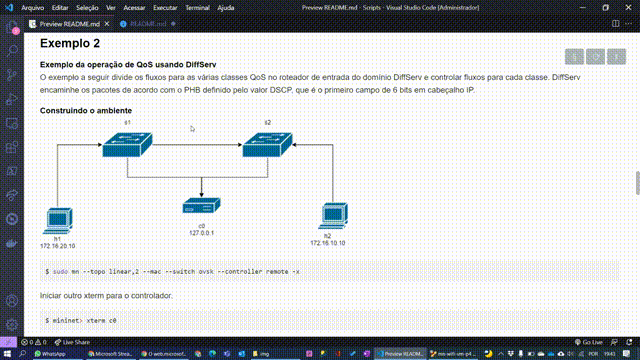 Arquivo Editar Seleção Ver Acessar Executar Terminal Ajuda Preview README.md - Scripts - Visual Studio Code [Administrador]
Preview README.md README.md
Exemplo 2
Exemplo da operação de QoS usando DiffServ
O exemplo a seguir divide os fluxos para as várias classes QoS no roteador de entrada do domínio DiffServ e controlar fluxos para cada classe. DiffServ
encaminhe os pacotes de acordo com o PHB definido pelo valor DSCP, que é o primeiro campo de 6 bits em cabeçalho IP.
Construindo o ambiente
s1 s2
c0
127.0.0.1
h1
172.16.20.10
h2
172.16.10.10
$ sudo mn --topo linear,2 --mac --switch ovsk --controller remote -x
Iniciar outro xterm para o controlador.
$ mininet> xterm c0
0 0 Live Share Go Live
WhatsApp Microsoft Strea... O web.microsof... img Preview README... mn-wifi-vm-p4... POR 19:43